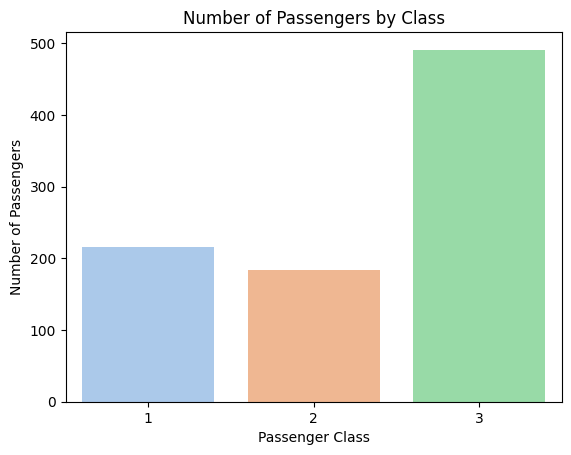 Number of Passengers by Class
Number of Passengers
500
400
300
200
100
0
1 2 3
Passenger Class